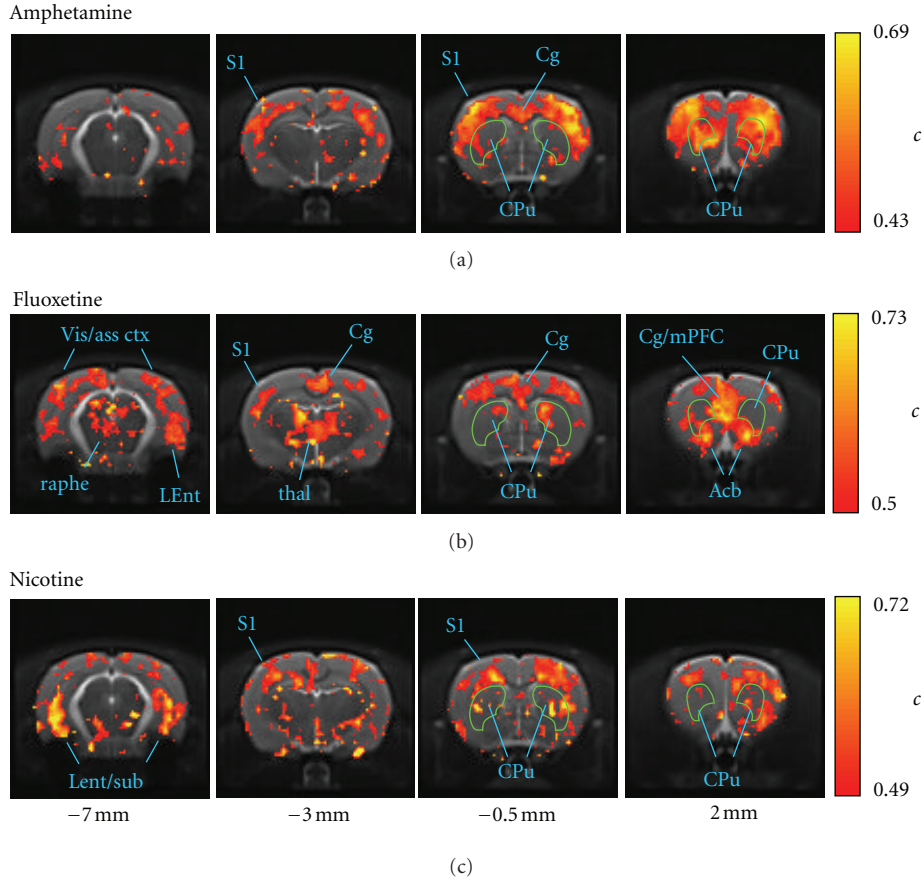 Amphetamine
0.69
S1
S1
Cg
c
CPu
CPu
0.43
(a)
Fluoxetine
0.73
Vis/ass ctx
Cg
Cg/mPFC
S1
Cg
CPu
c
raphe
LEnt
thal
CPu
Acb
0.5
(b)
Nicotine
0.72
S1
S1
c
Lent/sub
CPu
CPu
0.49
−7 mm
−3 mm
−0.5 mm
2 mm
(c)